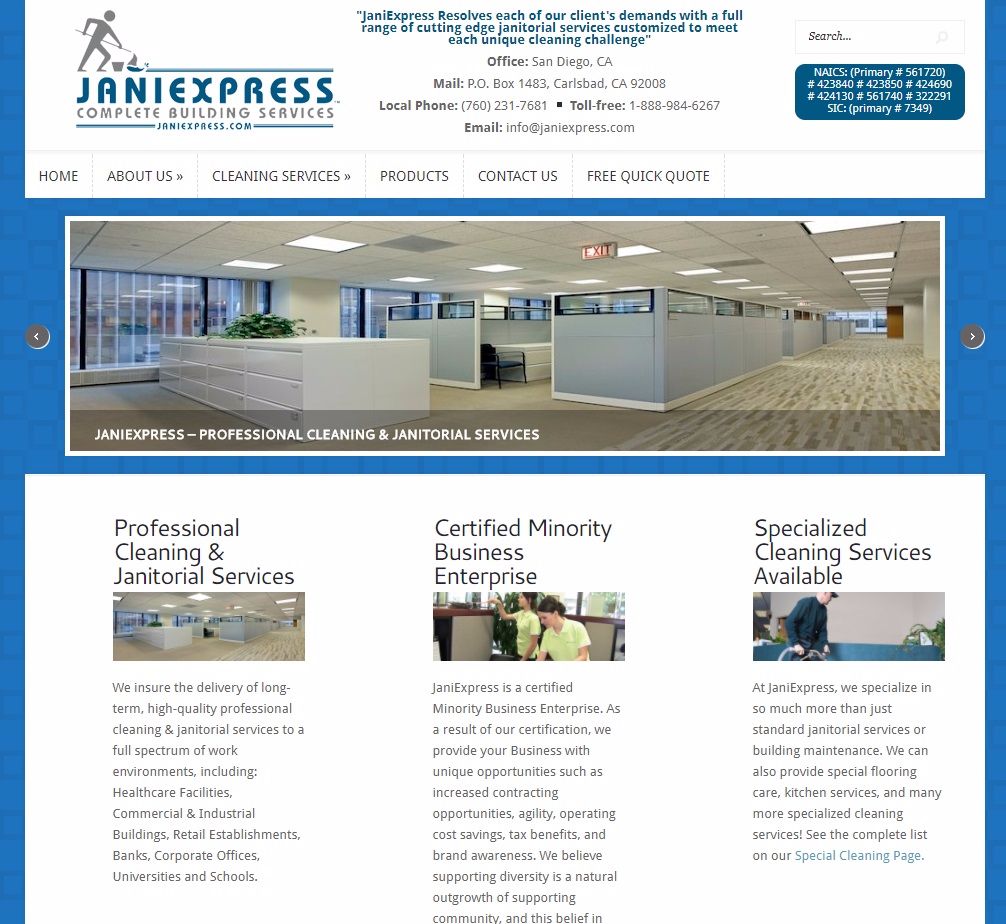 JANIEXPRESS
COMPLETE BUILDING SERVICES
JANIEXPRESS.COM
"JaniExpress Resolves each of our client's demands with a full
range of cutting edge janitorial services customized to meet
each unique cleaning challenge"
Office: San Diego, CA
Mail: P.O. Box 1483, Carlsbad, CA 92008
Local Phone: (760) 231-7681 ▪ Toll-free: 1-888-984-6267
Email: info@janiexpress.com
Search...
NAICS: (Primary # 561720)
# 423840 # 423850 # 424690
# 424130 # 561740 # 322291
SIC: (primary # 7349)
HOME
ABOUT US »
CLEANING SERVICES »
PRODUCTS
CONTACT US
FREE QUICK QUOTE
EXIT
JANIEXPRESS – PROFESSIONAL CLEANING & JANITORIAL SERVICES
Professional
Cleaning &
Janitorial Services
We insure the delivery of long-
term, high-quality professional
cleaning & janitorial services to a
full spectrum of work
environments, including:
Healthcare Facilities,
Commercial & Industrial
Buildings, Retail Establishments,
Banks, Corporate Offices,
Universities and Schools.
Certified Minority
Business
Enterprise
JaniExpress is a certified
Minority Business Enterprise. As
a result of our certification, we
provide your Business with
unique opportunities such as
increased contracting
opportunities, agility, operating
cost savings, tax benefits, and
brand awareness. We believe
supporting diversity is a natural
outgrowth of supporting
community, and this belief in
Specialized
Cleaning Services
Available
At JaniExpress, we specialize in
so much more than just
standard janitorial services or
building maintenance. We can
also provide special flooring
care, kitchen services, and many
more specialized cleaning
services! See the complete list
on our Special Cleaning Page.